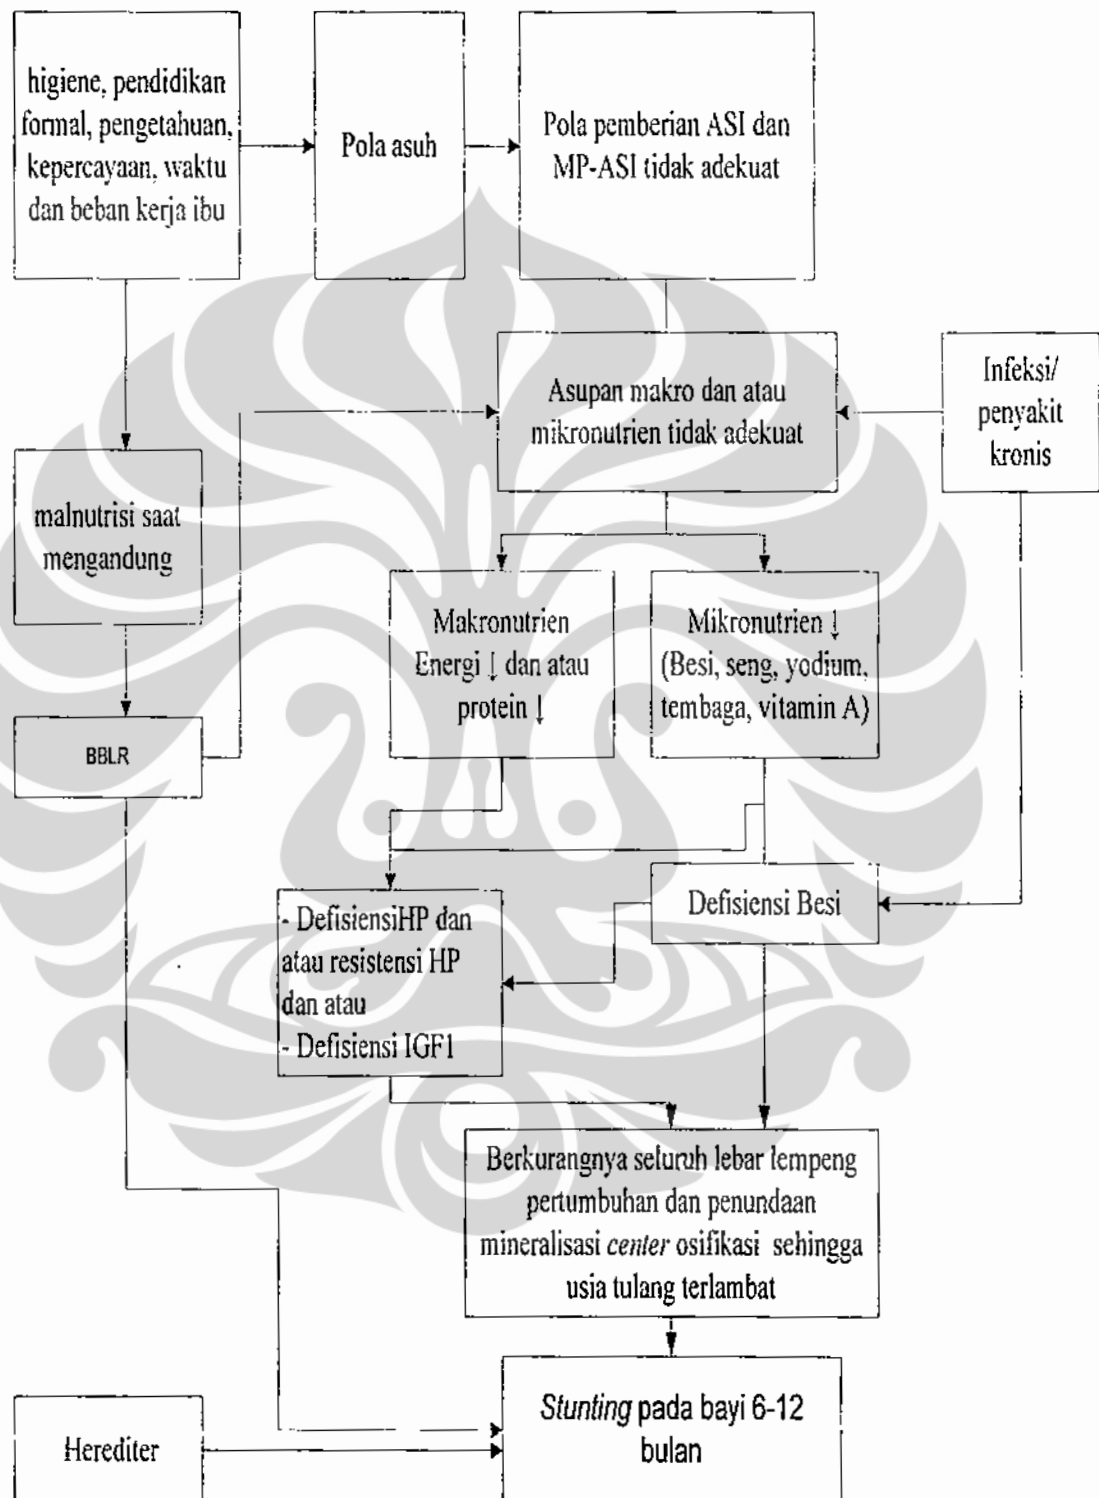 higiene, pendidikan
formal, pengetahuan,
kepercayaan, waktu
dan beban kerja ibu
Pola asuh
Pola pemberian ASI dan
MP-ASI tidak adekuat
Asupan makro dan atau
mikronutrien tidak adekuat
Infeksi/
penyakit
kronis
malnutrisi saat
mengandung
Makronutrien
Energi ↓ dan atau
protein ↓
Mikronutrien ↓
(Besi, seng, yodium,
tembaga, vitamin A)
BBLR
- DefisiensiHP dan
atau resistensi HP
dan atau
- Defisiensi IGF1
Defisiensi Besi
Berkurangnya seluruh lebar lempeng
pertumbuhan dan penundaan
mineralisasi center osifikasi sehingga
usia tulang terlambat
Herediter
Stunting pada bayi 6-12
bulan